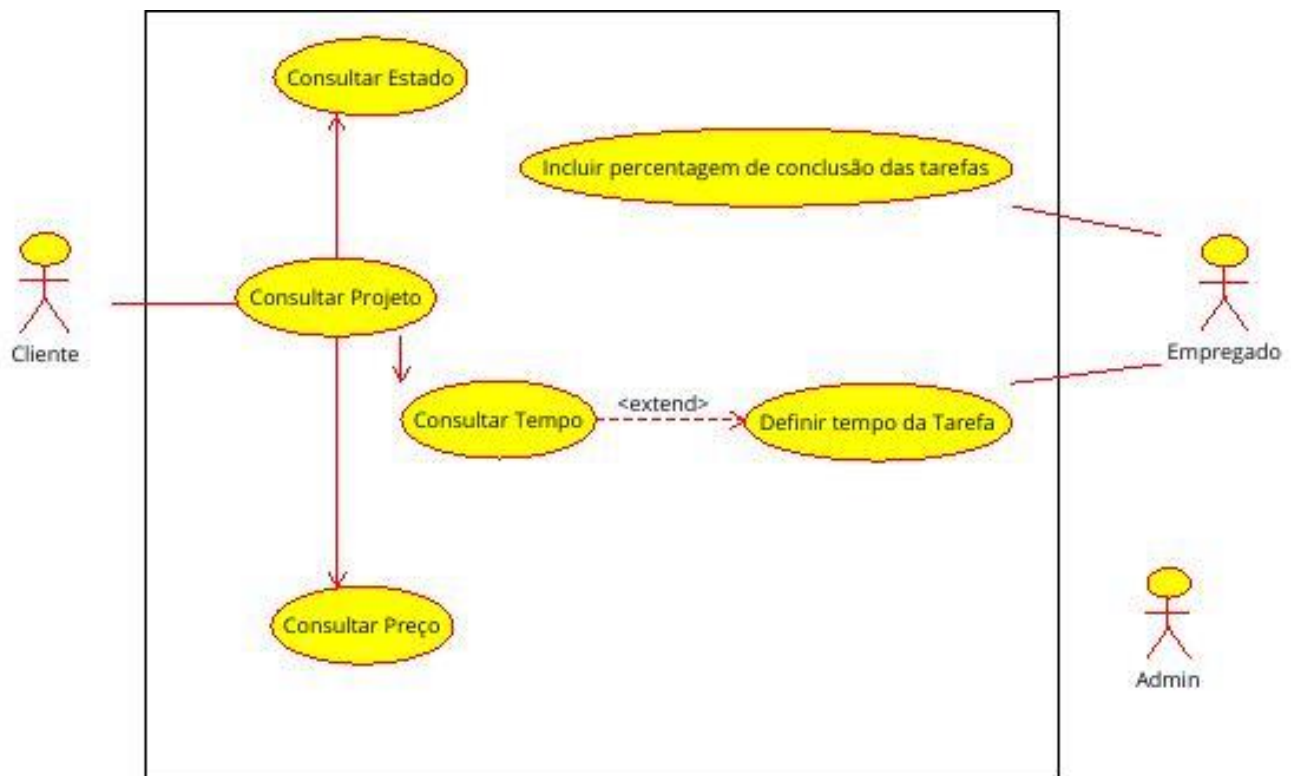 Consultar Estado
Incluir percentagem de conclusão das tarefas
Consultar Projeto
Cliente
Empregado
<extend>
Consultar Tempo
Definir tempo da Tarefa
Consultar Preço
Admin